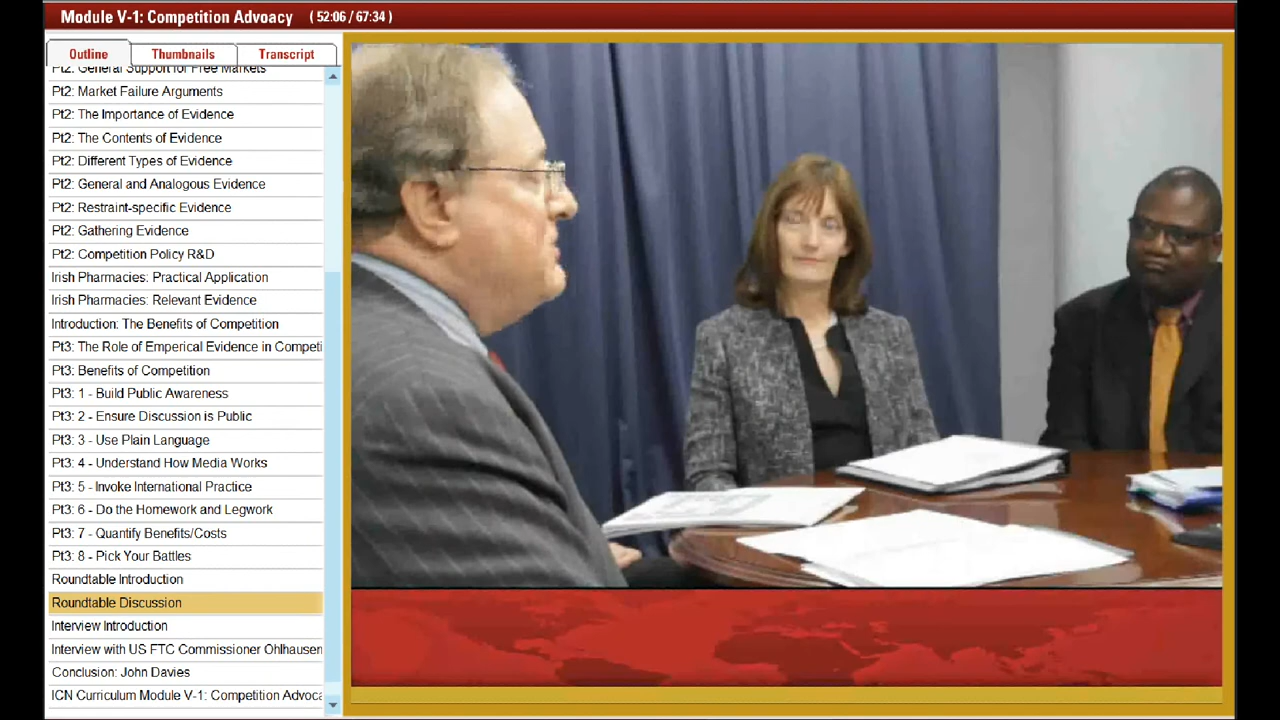 Module V-1: Competition Advoacy ( 52:06 / 67:34 )
Outline Thumbnails Transcript
Pt2: General Support for Free Markets
Pt2: Market Failure Arguments
Pt2: The Importance of Evidence
Pt2: The Contents of Evidence
Pt2: Different Types of Evidence
Pt2: General and Analogous Evidence
Pt2: Restraint-specific Evidence
Pt2: Gathering Evidence
Pt2: Competition Policy R&D
Irish Pharmacies: Practical Application
Irish Pharmacies: Relevant Evidence
Introduction: The Benefits of Competition
Pt3: The Role of Emperical Evidence in Competi
Pt3: Benefits of Competition
Pt3: 1 - Build Public Awareness
Pt3: 2 - Ensure Discussion is Public
Pt3: 3 - Use Plain Language
Pt3: 4 - Understand How Media Works
Pt3: 5 - Invoke International Practice
Pt3: 6 - Do the Homework and Legwork
Pt3: 7 - Quantify Benefits/Costs
Pt3: 8 - Pick Your Battles
Roundtable Introduction
Roundtable Discussion
Interview Introduction
Interview with US FTC Commissioner Ohlhausen
Conclusion: John Davies
ICN Curriculum Module V-1: Competition Advoca